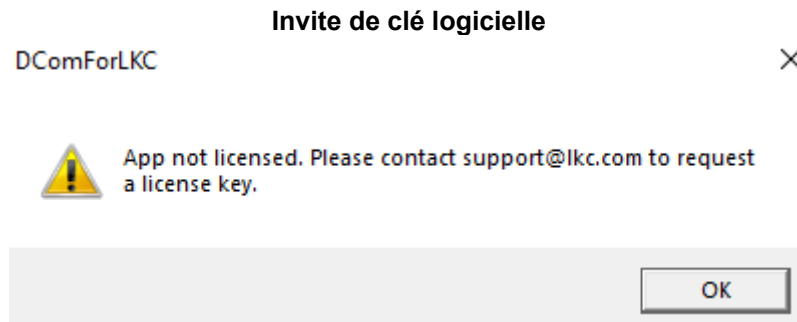 Invite de clé logicielle
DComForLKC
App not licensed. Please contact support@lkc.com to request
a license key.
OK